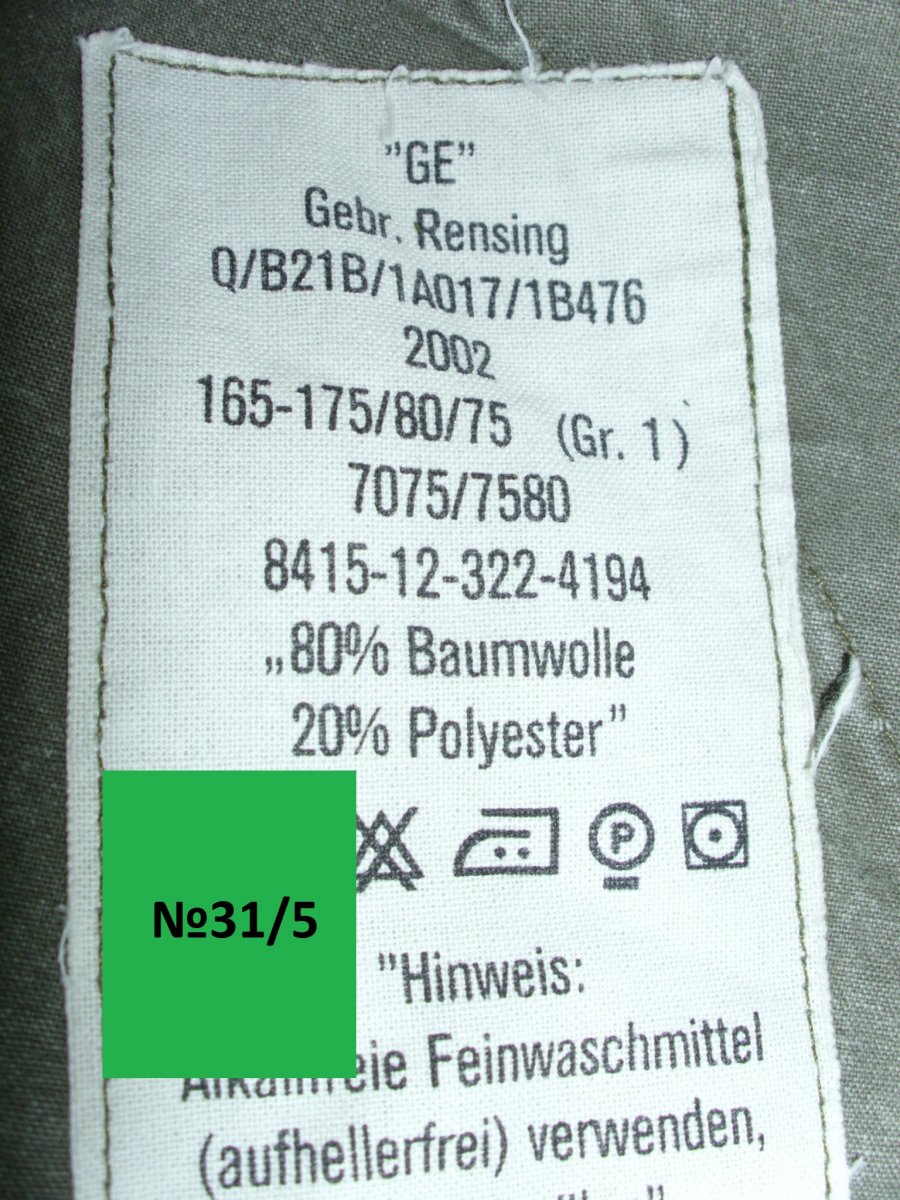 "GE"
Gebr. Rensing
Q/B21B/1A017/1B476
2002
165-175/80/75 (Gr. 1)
7075/7580
8415-12-322-4194
„80% Baumwolle
20% Polyester"
P
№31/5
"Hinweis:
Alkalifreie Feinwaschmittel
(aufhellerfrei) verwenden,